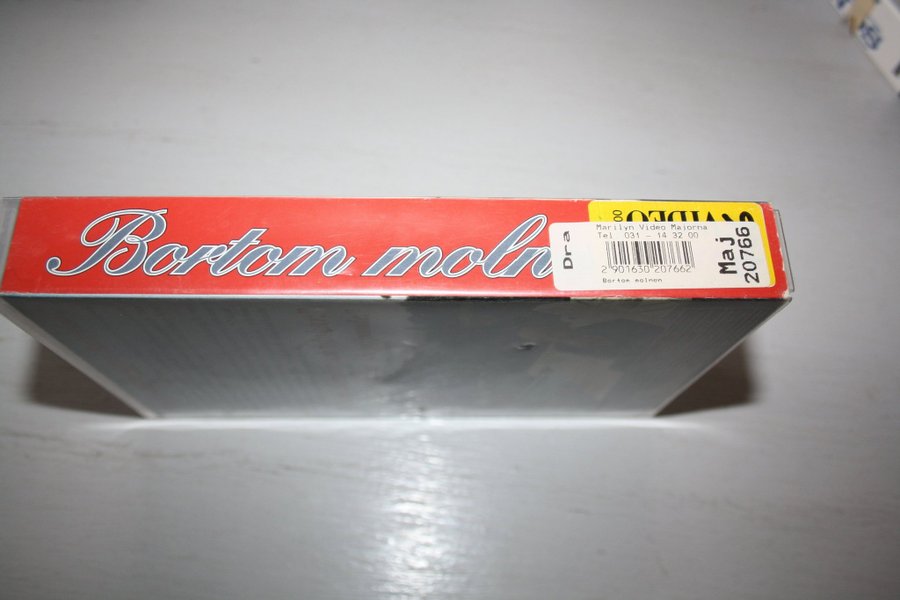 Bortom moln
VIDEO
00
Dra
Marilyn Video Majorna
Tel 031 - 14 32 00
2 901630 207662
Bortom molnen
Maj
20766